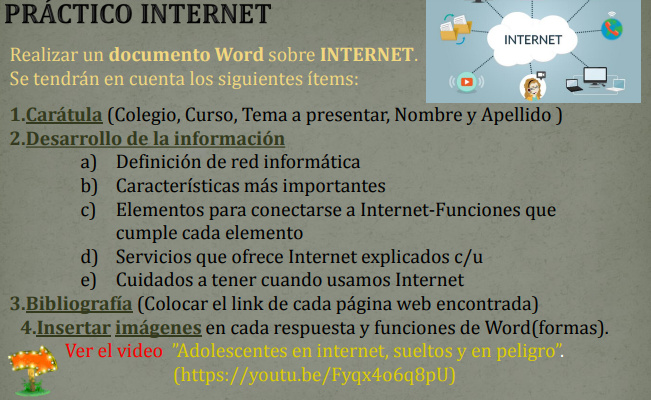 PRÁCTICO INTERNET
INTERNET
Realizar un documento Word sobre INTERNET.
Se tendrán en cuenta los siguientes ítems:
1.Carátula (Colegio, Curso, Tema a presentar, Nombre y Apellido )
2.Desarrollo de la información
a) Definición de red informática
b) Características más importantes
c) Elementos para conectarse a Internet-Funciones que
cumple cada elemento
d) Servicios que ofrece Internet explicados c/u
e) Cuidados a tener cuando usamos Internet
3.Bibliografía (Colocar el link de cada página web encontrada)
4.Insertar imágenes en cada respuesta y funciones de Word(formas).
Ver el video ”Adolescentes en internet, sueltos y en peligro”.
(https://youtu.be/Fyqx4o6q8pU)